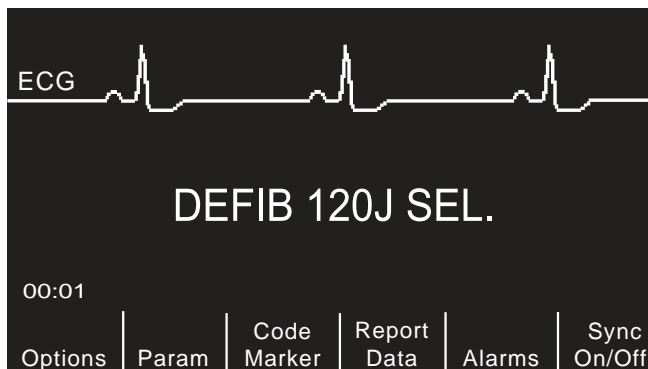 ECG
DEFIB 120J SEL.
00:01
Options
Param
Code
Marker
Report
Data
Alarms
Sync
On/Off